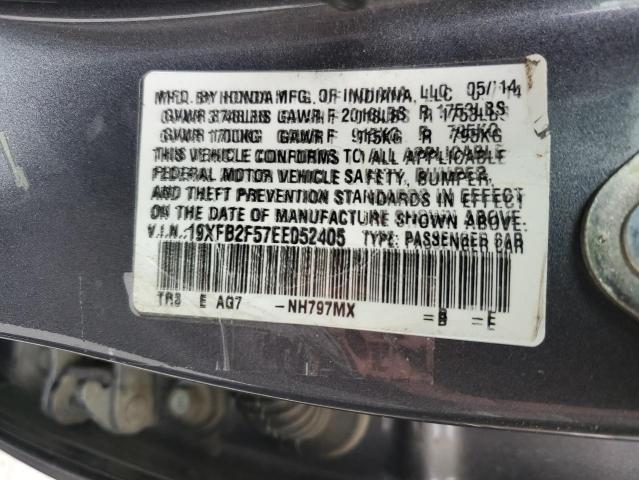 MFD. BY HONDA MFG. OF INDIANA, LLC 05/14
GVWR 3748LBS GAWR F 2018LBS R 1753LBS
GVWR 1700KG GAWR F 915KG R 795KG
THIS VEHICLE CONFORMS TO ALL APPLICABLE
FEDERAL MOTOR VEHICLE SAFETY, BUMPER,
AND THEFT PREVENTION STANDARDS IN EFFECT
ON THE DATE OF MANUFACTURE SHOWN ABOVE.
V.I.N.:19XFB2F57EE052405 TYPE: PASSENGER CAR
TR3 E AG7 -NH797MX =B =E